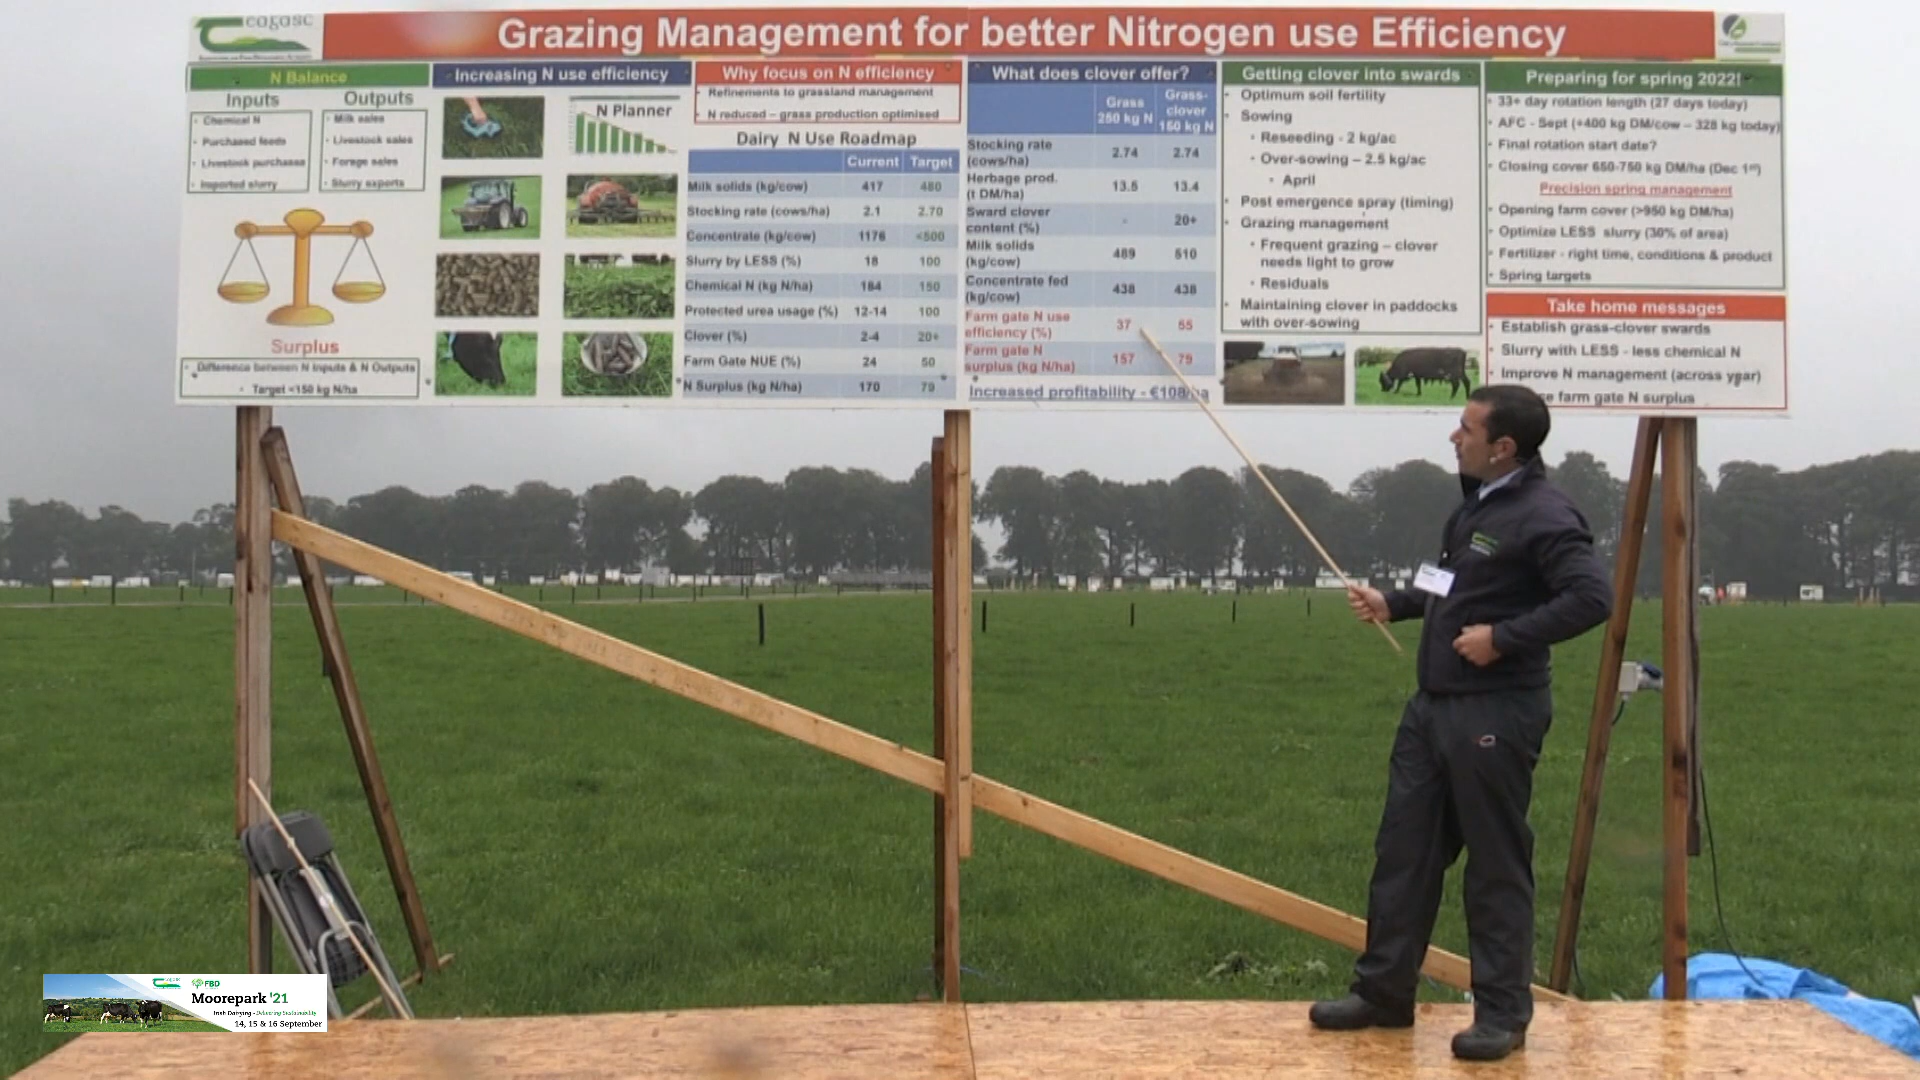 eagasc
Grazing Management for better Nitrogen use Efficiency
N Balance
Inputs
Outputs
Chemical N
Purchased feeds
Livestock purchase
Imported slurry
Milk sales
Livestock sales
Forage sales
Slurry exports
Surplus
Difference between N Inputs & N Outputs
Target <150 kg N/ha
Increasing N use efficiency
N Planner
Why focus on N efficiency
Refinements to grassland management
N reduced – grass production optimised
Dairy N Use Roadmap
Current Target
Milk solids (kg/cow) 417 480
Stocking rate (cows/ha) 2.1 2.70
Concentrate (kg/cow) 1176 <500
Slurry by LESS (%) 18 100
Chemical N (kg N/ha) 184 150
Protected urea usage (%) 12-14 100
Clover (%) 2-4 20+
Farm Gate NUE (%) 24 50
N Surplus (kg N/ha) 170 79
What does clover offer?
Grass 250 kg N
Grass-clover 150 kg N
Stocking rate (cows/ha) 2.74 2.74
Herbage prod. (t DM/ha) 13.5 13.4
Sward clover content (%) - 20+
Milk solids (kg/cow) 489 510
Concentrate fed (kg/cow) 438 438
Farm gate N use efficiency (%) 37 55
Farm gate N surplus (kg N/ha) 157 79
Increased profitability - €108/ha
Getting clover into swards
Optimum soil fertility
Sowing
Reseeding - 2 kg/ac
Over-sowing – 2.5 kg/ac
April
Post emergence spray (timing)
Grazing management
Frequent grazing – clover
needs light to grow
Residuals
Maintaining clover in paddocks
with over-sowing
Preparing for spring 2022!
33+ day rotation length (27 days today)
AFC - Sept (+400 kg DM/cow – 328 kg today)
Final rotation start date?
Closing cover 650-750 kg DM/ha (Dec 1st)
Precision spring management
Opening farm cover (>950 kg DM/ha)
Optimize LESS slurry (30% of area)
Fertilizer - right time, conditions & product
Spring targets
Take home messages
Establish grass-clover swards
Slurry with LESS - less chemical N
Improve N management (across year)
se farm gate N surplus
FBD
Moorepark '21
Irish Dairying - Delivering Sustainability
14, 15 & 16 September